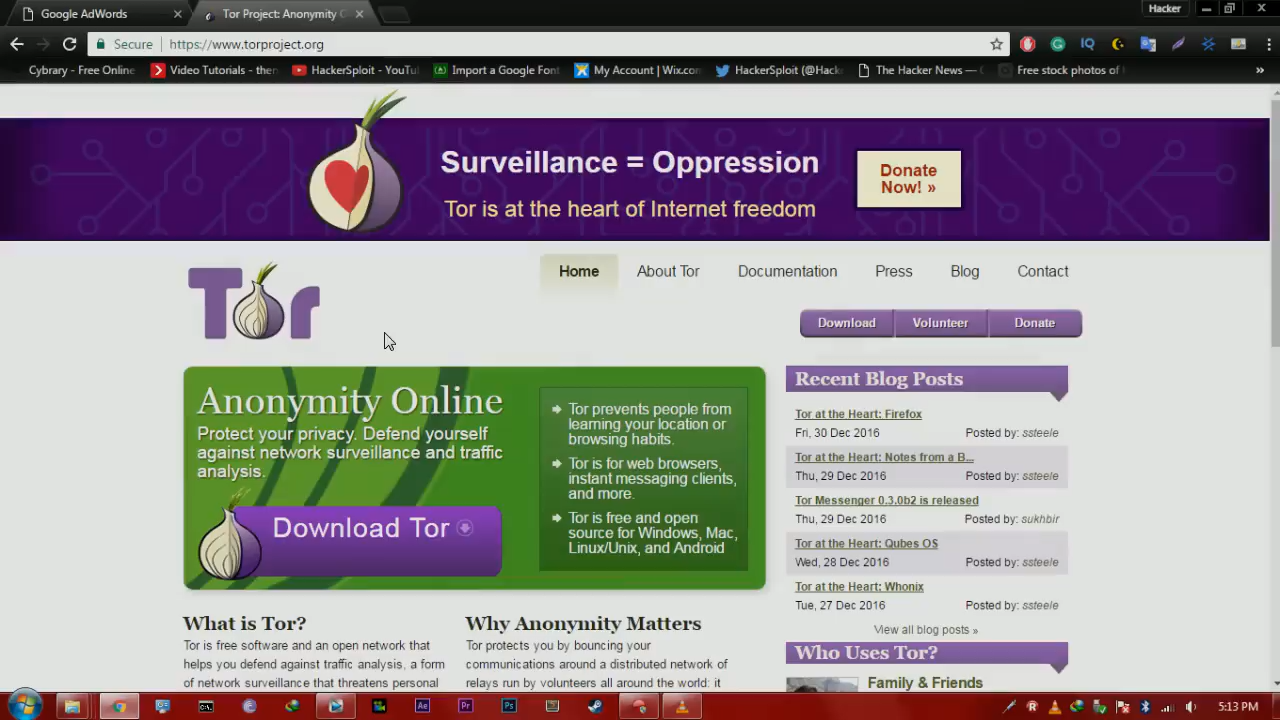 Google AdWords
Tor Project: Anonymity O
Hacker
Secure
https://www.torproject.org
IQ
Cybrary - Free Online
Video Tutorials - then
HackerSploit - YouTu
Import a Google Font
My Account | Wix.com
HackerSploit (@Hack
The Hacker News —
Free stock photos of
»
Surveillance = Oppression
Tor is at the heart of Internet freedom
Donate
Now! »
Tor
Home
About Tor
Documentation
Press
Blog
Contact
Download
Volunteer
Donate
Anonymity Online
Protect your privacy. Defend yourself
against network surveillance and traffic
analysis.
Download Tor
Tor prevents people from
learning your location or
browsing habits.
Tor is for web browsers,
instant messaging clients,
and more.
Tor is free and open
source for Windows, Mac,
Linux/Unix, and Android
Recent Blog Posts
Tor at the Heart: Firefox
Fri, 30 Dec 2016 Posted by: ssteele
Tor at the Heart: Notes from a B...
Thu, 29 Dec 2016 Posted by: ssteele
Tor Messenger 0.3.0b2 is released
Thu, 29 Dec 2016 Posted by: sukhbir
Tor at the Heart: Qubes OS
Wed, 28 Dec 2016 Posted by: ssteele
Tor at the Heart: Whonix
Tue, 27 Dec 2016 Posted by: ssteele
View all blog posts »
What is Tor?
Tor is free software and an open network that
helps you defend against traffic analysis, a form
of network surveillance that threatens personal
Why Anonymity Matters
Tor protects you by bouncing your
communications around a distributed network of
relays run by volunteers all around the world: it
Who Uses Tor?
Family & Friends
Ae
Pr
Ps
5:13 PM